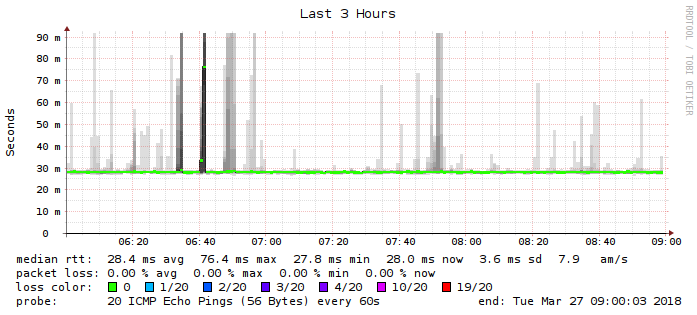 Last 3 Hours
RRDTOOL / TOBI OETIKER
Seconds
90 m
80 m
70 m
60 m
50 m
40 m
30 m
20 m
10 m
0
06:20 06:40 07:00 07:20 07:40 08:00 08:20 08:40 09:00
median rtt: 28.4 ms avg 76.4 ms max 27.8 ms min 28.0 ms now 3.6 ms sd 7.9 am/s
packet loss: 0.00 % avg 0.00 % max 0.00 % min 0.00 % now
loss color: 0 1/20 2/20 3/20 4/20 10/20 19/20
probe: 20 ICMP Echo Pings (56 Bytes) every 60s end: Tue Mar 27 09:00:03 2018